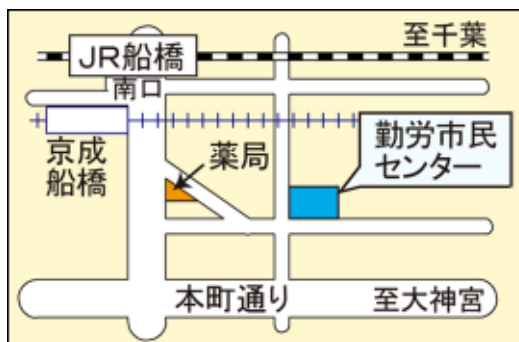 至千葉
JR船橋
南口
京成
船橋
薬局
勤労市民
センター
本町通り
至大神宮